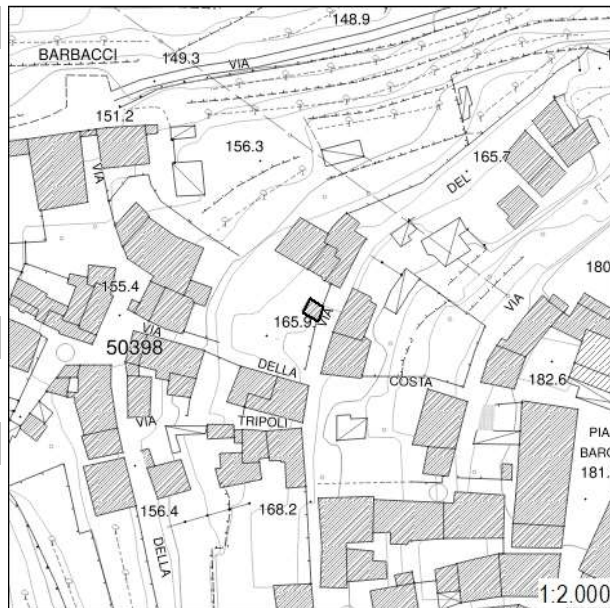 148.9
BARBACCI
149.3
VIA
151.2
156.3
165.7
VIA
DEL
180
155.4
165.9
VIA
VIA
VIA
50398
DELLA
COSTA
182.6
VIA
TRIPOLI
PIA
BARG
181.
156.4
168.2
DELLA
1:2.000